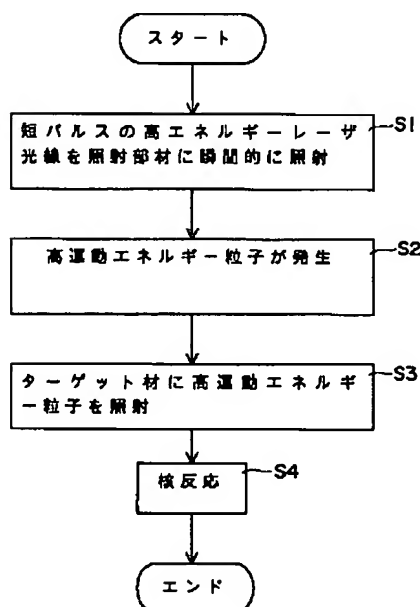 スタート
S1
短パルスの高エネルギーレーザ
光線を照射部材に瞬間的に照射
S2
高運動エネルギー粒子が発生
S3
ターゲット材に高運動エネルギ
ー粒子を照射
S4
核反応
エンド